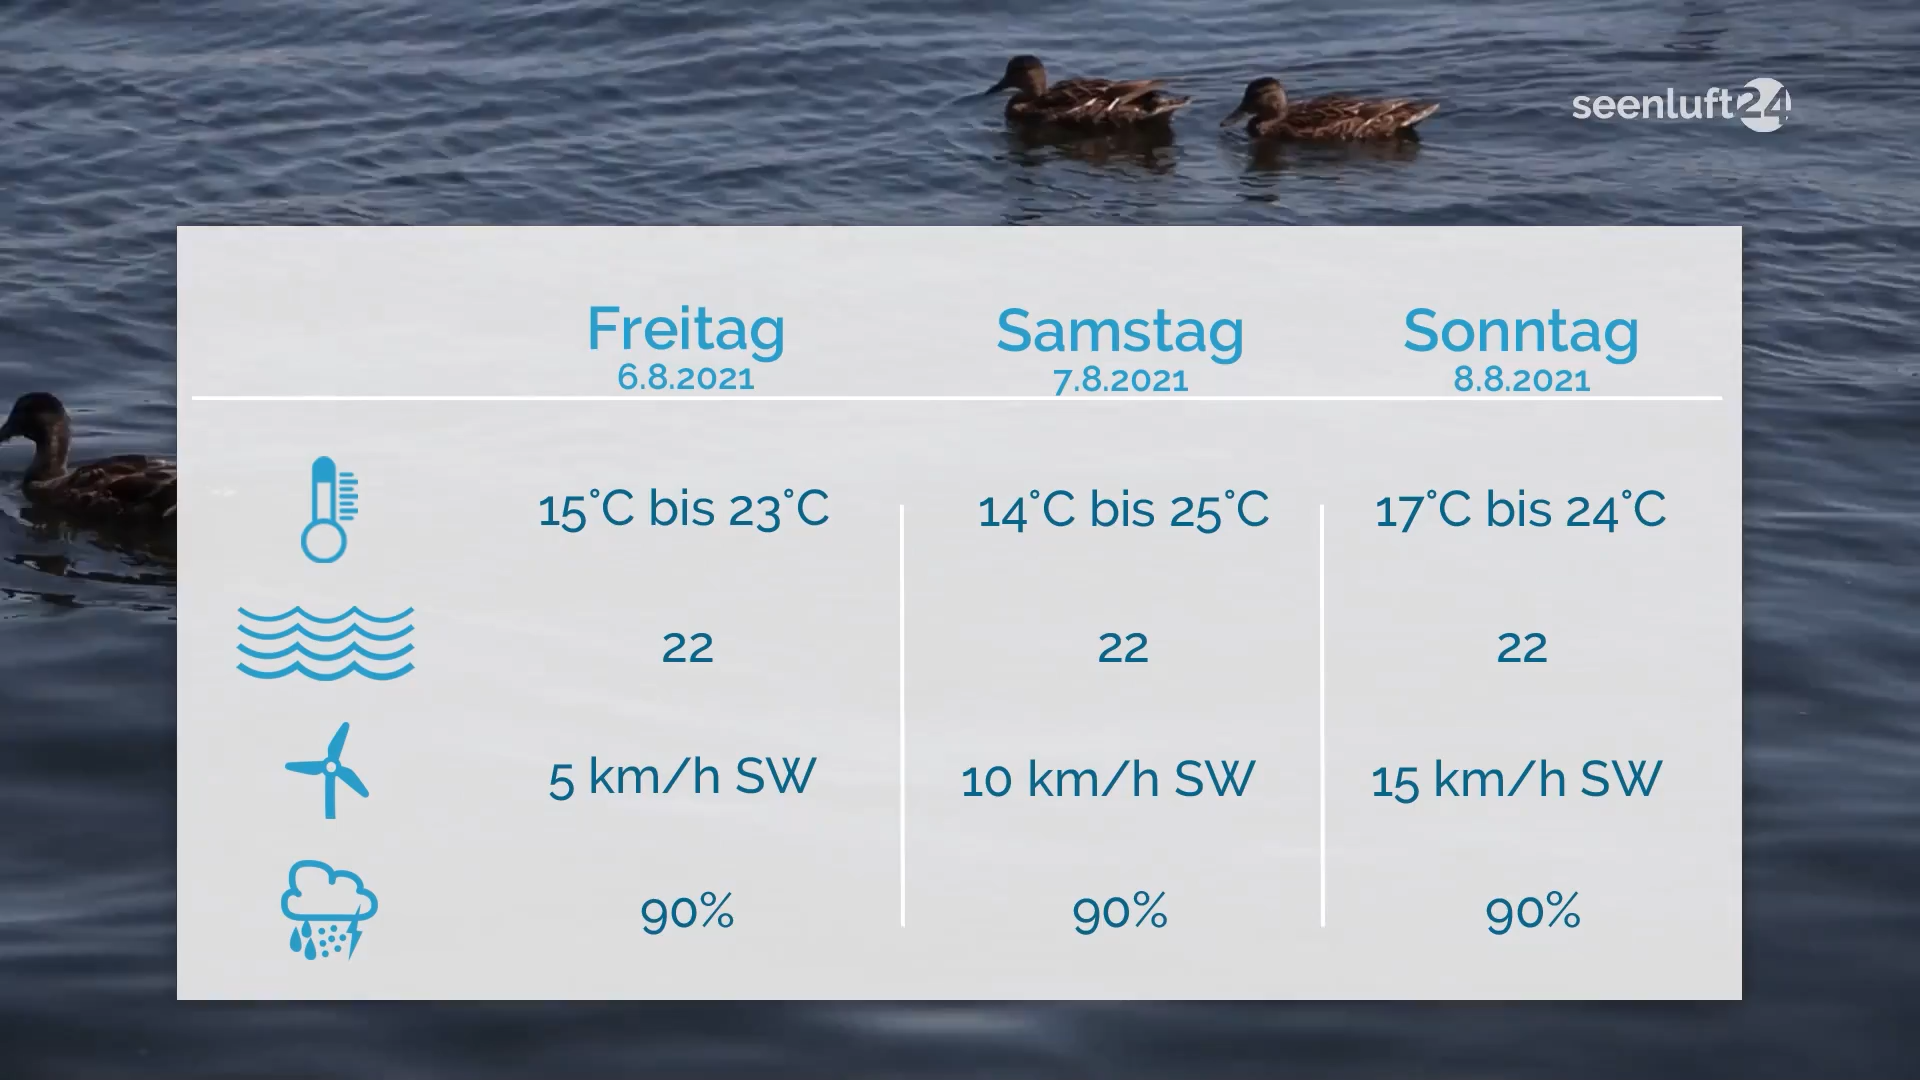 seenluft24
Freitag Samstag Sonntag
6.8.2021 7.8.2021 8.8.2021
15°C bis 23°C 14°C bis 25°C 17°C bis 24°C
22 22 22
5 km/h SW 10 km/h SW 15 km/h SW
90% 90% 90%